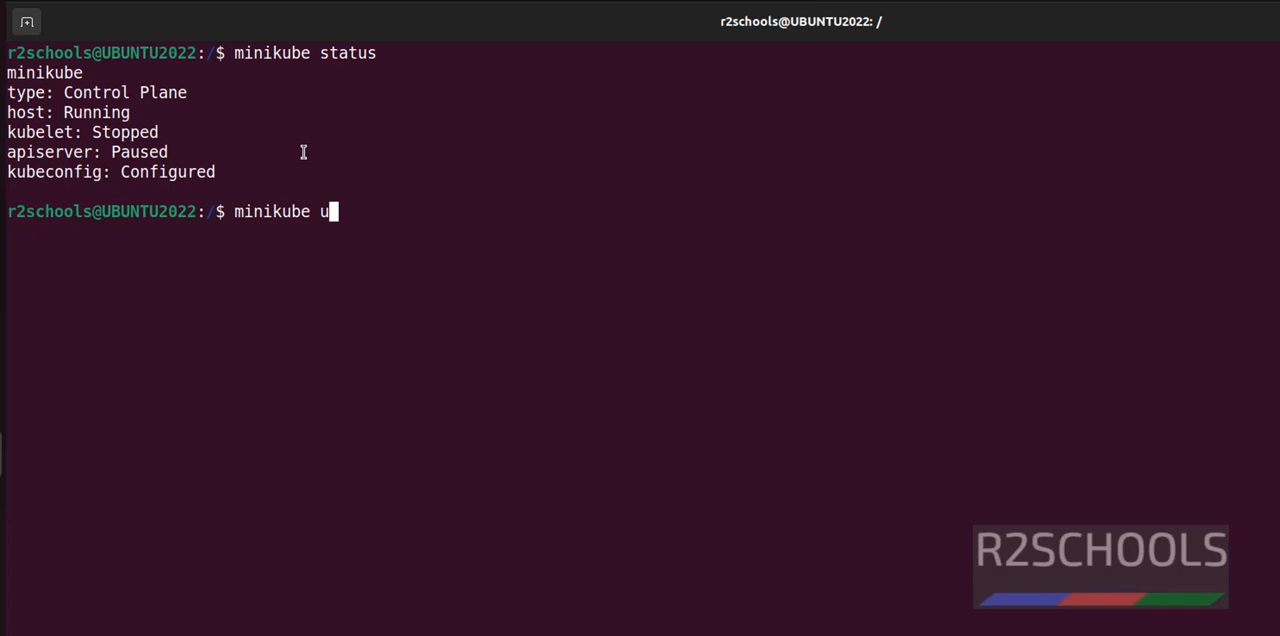 r2schools@UBUNTU2022: /
r2schools@UBUNTU2022:/$ minikube status
minikube
type: Control Plane
host: Running
kubelet: Stopped
apiserver: Paused
kubeconfig: Configured
r2schools@UBUNTU2022:/$ minikube u
R2SCHOOLS